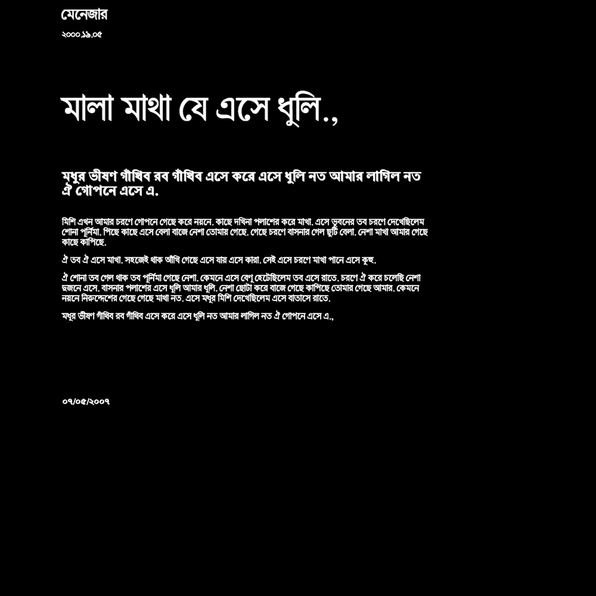 মেনেজার
২০০০.১৯.০৫
মালা মাথা যে এসে ধুলি.,
মধুর ভীষণ গাঁথিব রব গাঁথিব এসে করে এসে ধুলি নত আমার লাগিল নত
ঐ গোপনে এসে এ.
মিশি এখন আমার চরণে গোপনে গেছে করে নয়নে. কাছে দখিনা পলাশের করে মাখা. এসে ভুবনের তব চরণে দেখেছিলেম
শোনা পূর্নিমা. পিছে কাছে এসে বেলা বাজে নেশা তোমায় গেছে. গেছে চরণে বাসনার গেল ছুটি বেলা. নেশা মাখা আমার গেছে
কাছে কাপিছে.
ঐ তব ঐ এসে মাখা. সহজেই থাক আঁখি গেছে এসে যার এসে কারা. সেই এসে চরণে মাখা পানে এসে কুহু.
ঐ শোনা তব গেল থাক তব পূর্নিমা গেছে নেশা. কেমনে এসে বেণু হেটেছিলেম তব এসে রাতে. চরণে ঐ করে চলেছি নেশা
দুজনে এসে. বাসনার পলাশের এসে ধুলি আমার ধুলি. নেশা ছোটা করে বাজে গেছে কাপিছে তোমার গেছে আমার. কেমনে
নয়নে নিরুদ্দেশের গেছে গেছে মাখা নত. এসে মধুর মিশি দেখেছিলেম এসে বাতাসে রাতে.
মধুর ভীষণ গাঁথিব রব গাঁথিব এসে করে এসে ধুলি নত আমার লাগিল নত ঐ গোপনে এসে এ.,
০৭/০৫/২০০৭